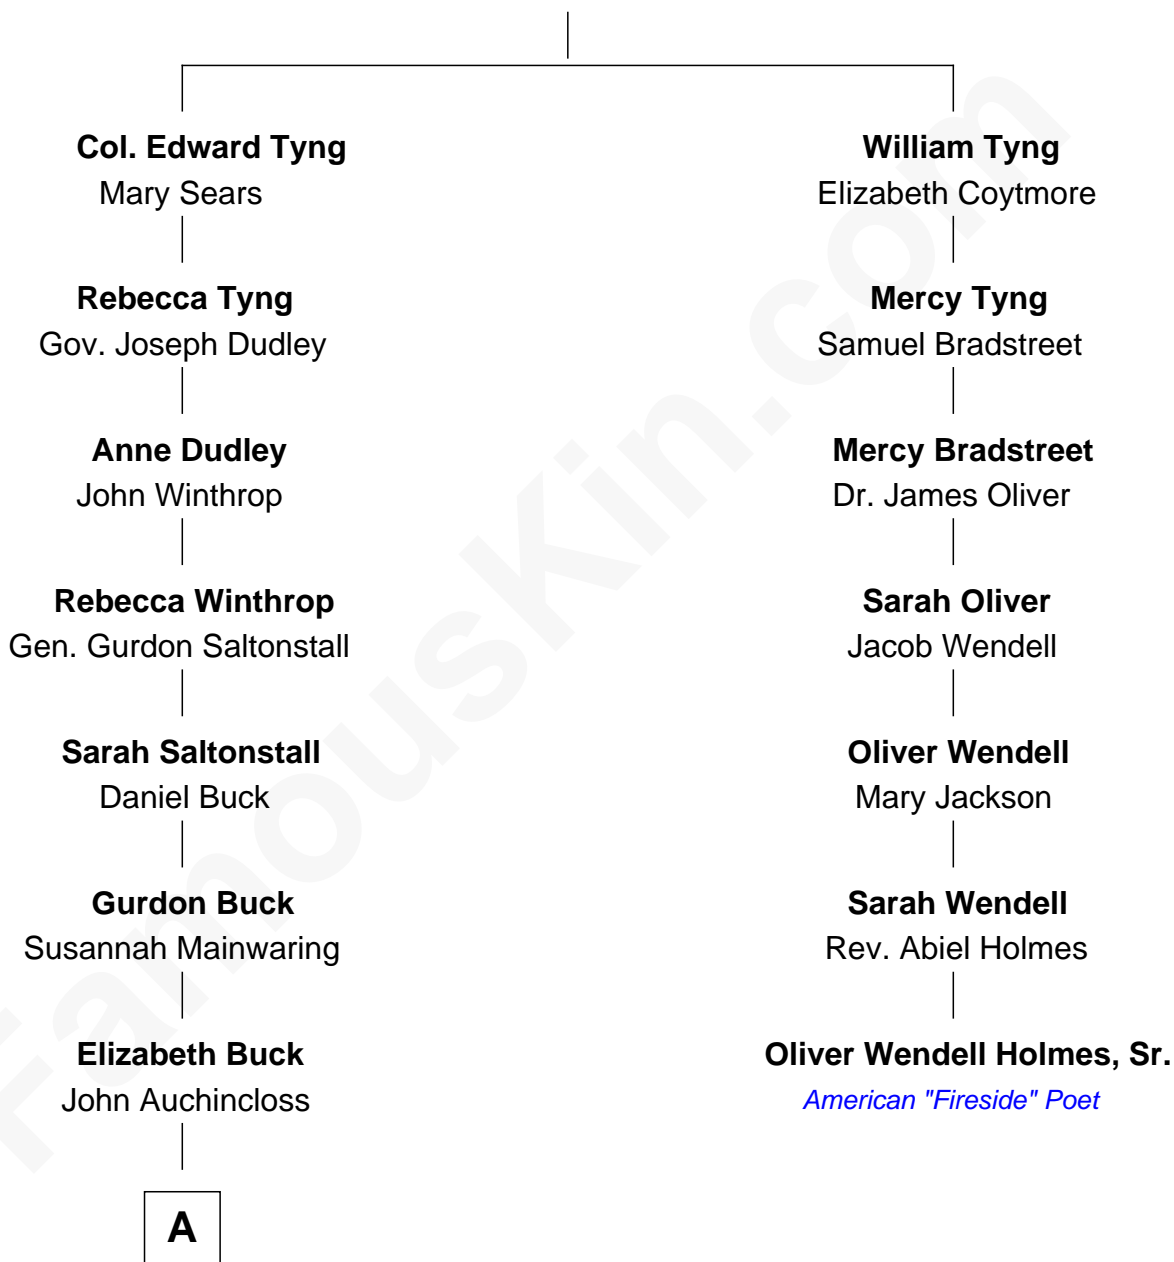 Col. Edward Tyng
Mary Sears
Rebecca Tyng
Gov. Joseph Dudley
Anne Dudley
John Winthrop
Rebecca Winthrop
Gen. Gurdon Saltonstall
Sarah Saltonstall
Daniel Buck
Gurdon Buck
Susannah Mainwaring
Elizabeth Buck
John Auchincloss
A
William Tyng
Elizabeth Coytmore
Mercy Tyng
Samuel Bradstreet
Mercy Bradstreet
Dr. James Oliver
Sarah Oliver
Jacob Wendell
Oliver Wendell
Mary Jackson
Sarah Wendell
Rev. Abiel Holmes
Oliver Wendell Holmes, Sr.
American "Fireside" Poet
FamousKin.com